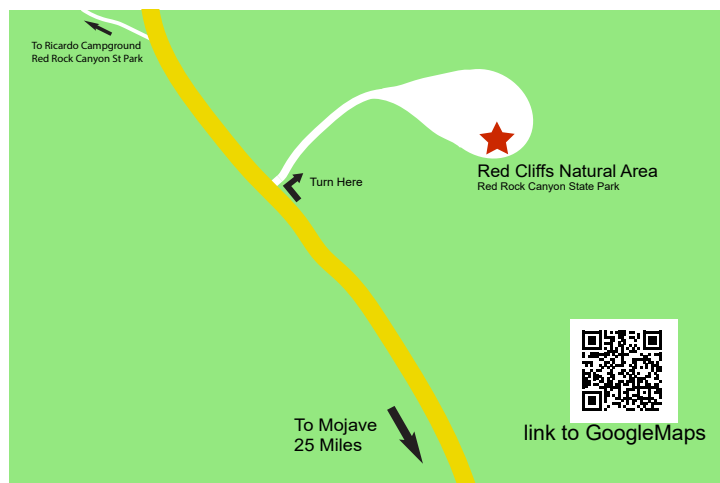 To Ricardo Campground
Red Rock Canyon St Park
Turn Here
Red Cliffs Natural Area
Red Rock Canyon State Park
To Mojave
25 Miles
link to GoogleMaps